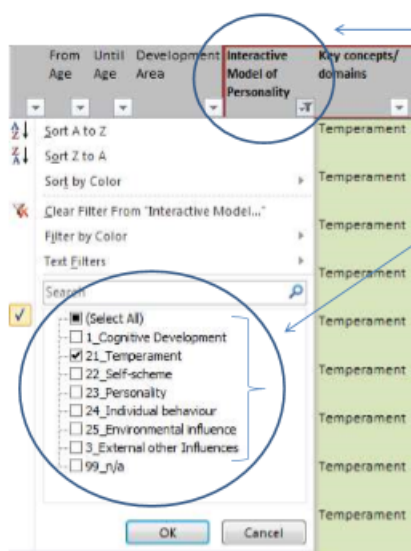 From Until Development Interactive Key concepts/
Age Age Area Model of domains
Personality
Sort A to Z
Sort Z to A
Sort by Color
Clear Filter From "Interactive Model..."
Filter by Color
Text Filters
Search
(Select All)
1_Cognitive Development
21_Temperament
22_Self-scheme
23_Personality
24_Individual behaviour
25_Environmental influence
3_External other Influences
99_n/a
OK Cancel
Temperament
Temperament
Temperament
Temperament
Temperament
Temperament
Temperament
Temperament
Temperament